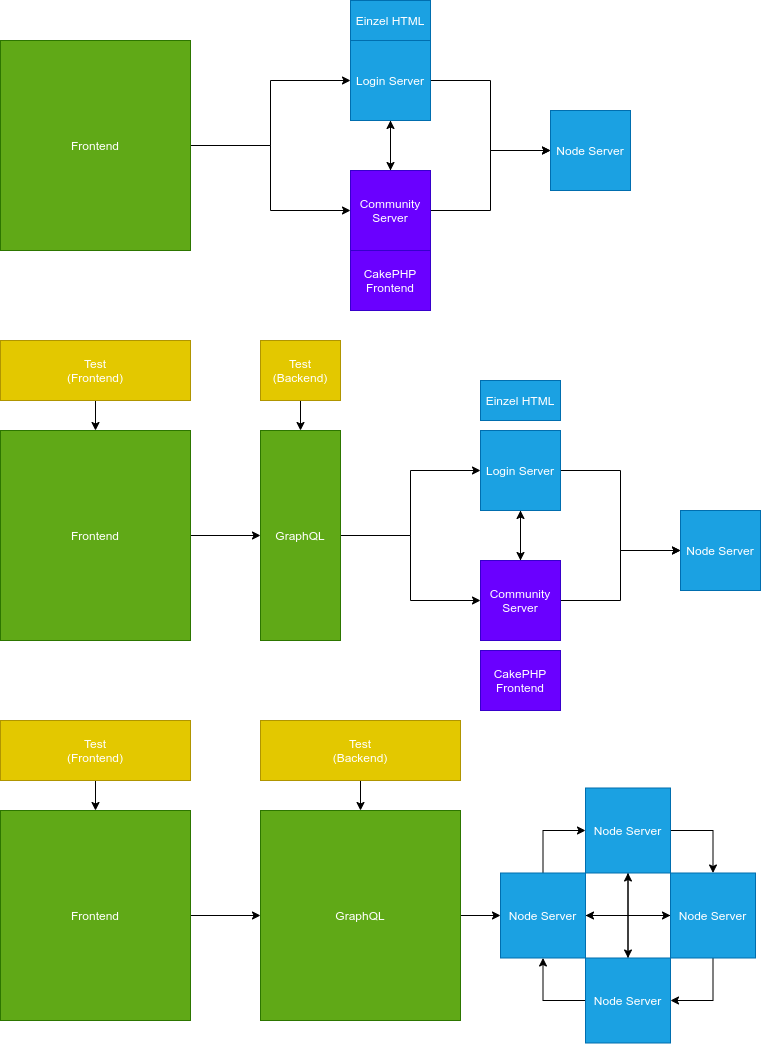 Einzel HTML
Frontend
Login Server
Node Server
Community
Server
CakePHP
Frontend
Test
(Frontend)
Test
(Backend)
Einzel HTML
Frontend
GraphQL
Login Server
Node Server
Community
Server
CakePHP
Frontend
Test
(Frontend)
Test
(Backend)
Frontend
GraphQL
Node Server
Node Server
Node Server
Node Server